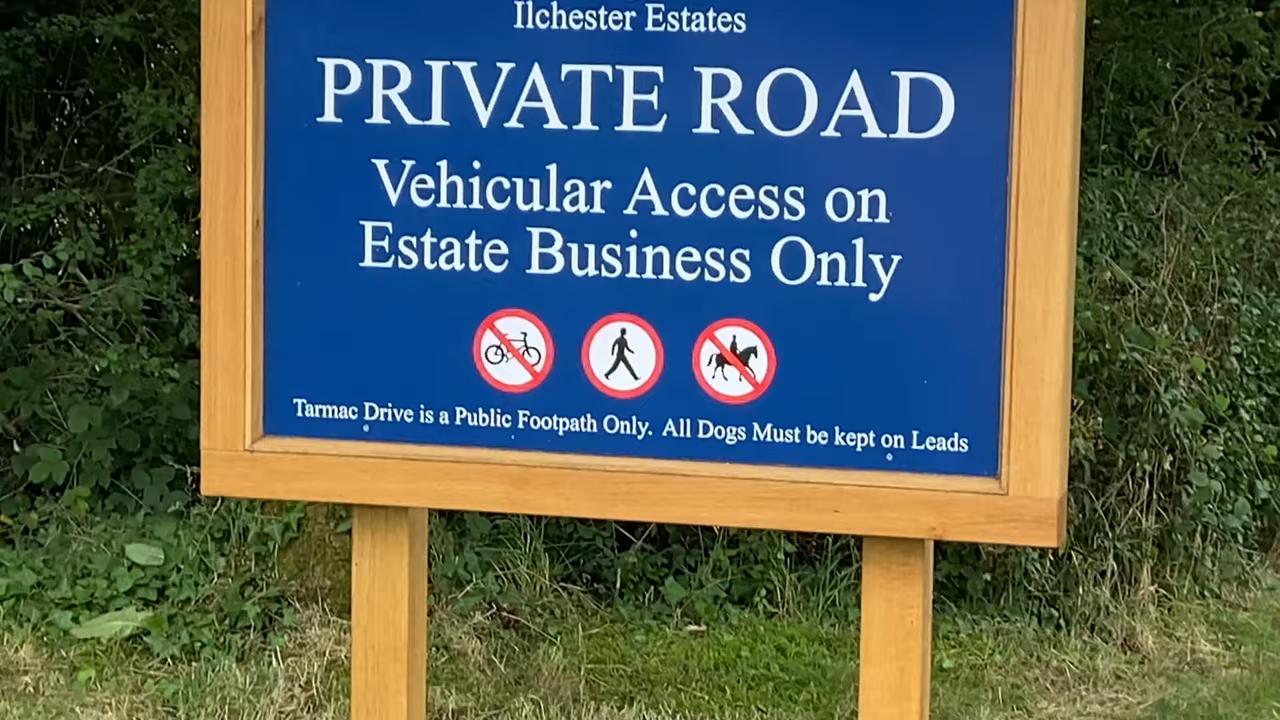 Ilchester Estates
PRIVATE ROAD
Vehicular Access on
Estate Business Only
Tarmac Drive is a Public Footpath Only. All Dogs Must be kept on Leads